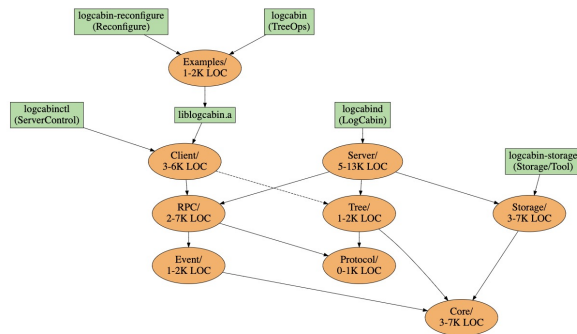 logcabin-reconfigure
(Reconfigure)
logcabin
(TreeOps)
Examples/
1-2K LOC
logcabinctl
(ServerControl)
liblogcabin.a
logcabind
(LogCabin)
logcabin-storage
(Storage/Tool)
Client/
3-6K LOC
Server/
5-13K LOC
RPC/
2-7K LOC
Tree/
1-2K LOC
Storage/
3-7K LOC
Event/
1-2K LOC
Protocol/
0-1K LOC
Core/
3-7K LOC